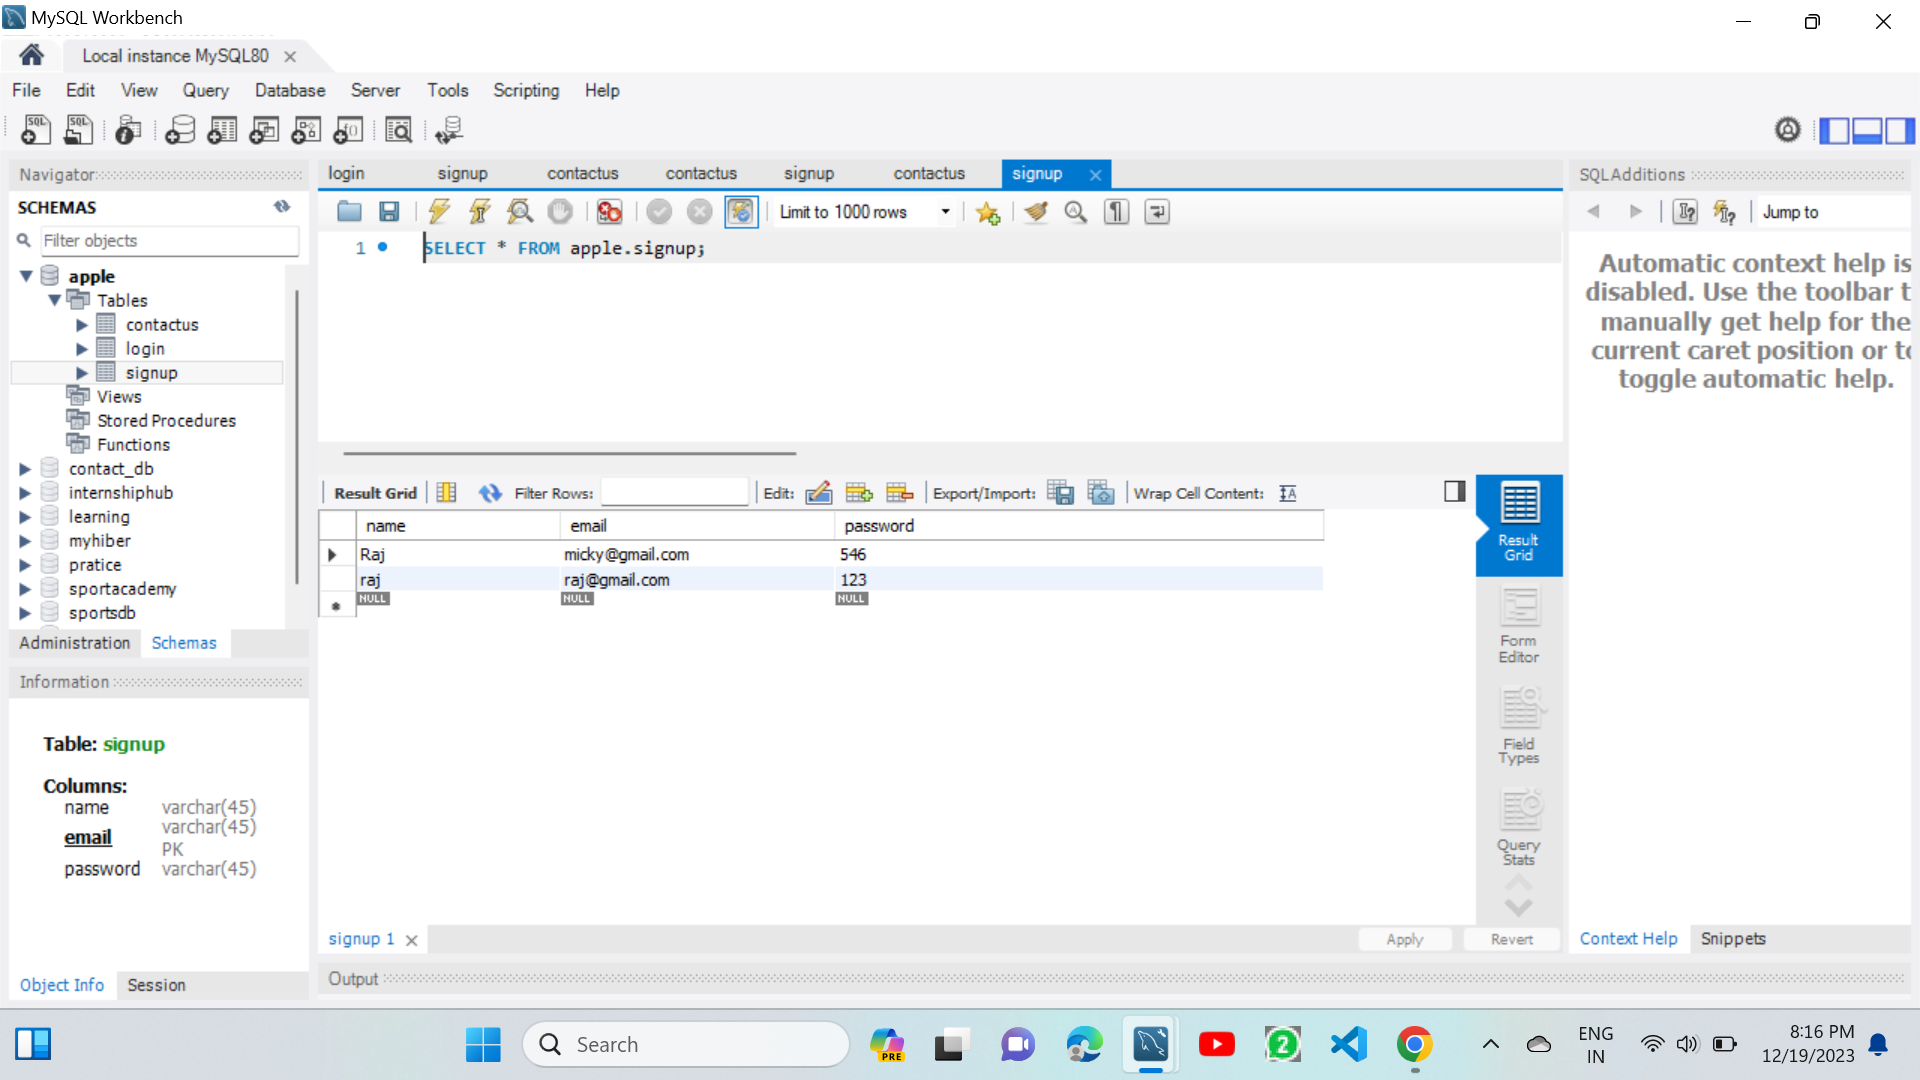 MySQL Workbench
Local instance MySQL80
File Edit View Query Database Server Tools Scripting Help
Navigator
SCHEMAS
Filter objects
apple
Tables
contactus
login
signup
Views
Stored Procedures
Functions
contact_db
internshiphub
learning
myhiber
pratice
sportacademy
sportsdb
Administration Schemas
Information
Table: signup
Columns:
name varchar(45)
email varchar(45)
PK
password varchar(45)
Object Info Session
login signup contactus contactus signup contactus signup
Limit to 1000 rows
1 SELECT * FROM apple.signup;
Result Grid Filter Rows: Edit: Export/Import: Wrap Cell Content:
name email password
Raj micky@gmail.com 546
raj raj@gmail.com 123
NULL NULL NULL
Result
Grid
Form
Editor
Field
Types
Query
Stats
signup 1
Apply Revert
Output
SQLAdditions
Jump to
Automatic context help is
disabled. Use the toolbar t
manually get help for the
current caret position or to
toggle automatic help.
Context Help Snippets
Search
PRE
2
ENG
IN
8:16 PM
12/19/2023